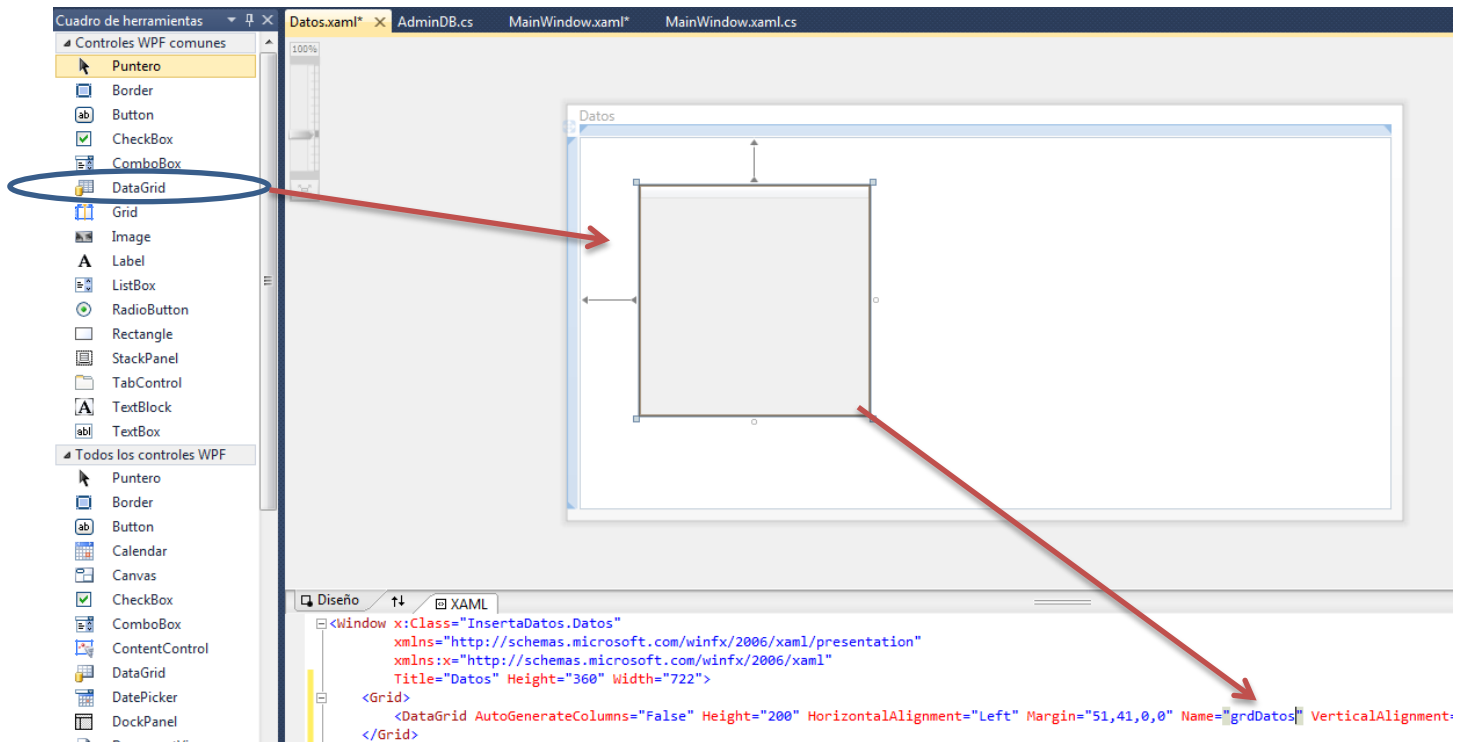 Cuadro de herramientas
Datos.xaml* AdminDB.cs MainWindow.xaml* MainWindow.xaml.cs
Controles WPF comunes
Puntero
Border
Button
CheckBox
ComboBox
DataGrid
Grid
Image
Label
ListBox
RadioButton
Rectangle
StackPanel
TabControl
TextBlock
TextBox
Todos los controles WPF
Puntero
Border
Button
Calendar
Canvas
CheckBox
ComboBox
ContentControl
DataGrid
DatePicker
DockPanel
100%
Datos
Diseño XAML
<Window x:Class="InsertaDatos.Datos"
xmlns="http://schemas.microsoft.com/winfx/2006/xaml/presentation"
xmlns:x="http://schemas.microsoft.com/winfx/2006/xaml"
Title="Datos" Height="360" Width="722">
<Grid>
<DataGrid AutoGenerateColumns="False" Height="200" HorizontalAlignment="Left" Margin="51,41,0,0" Name="grdDatos" VerticalAlignment=
</Grid>